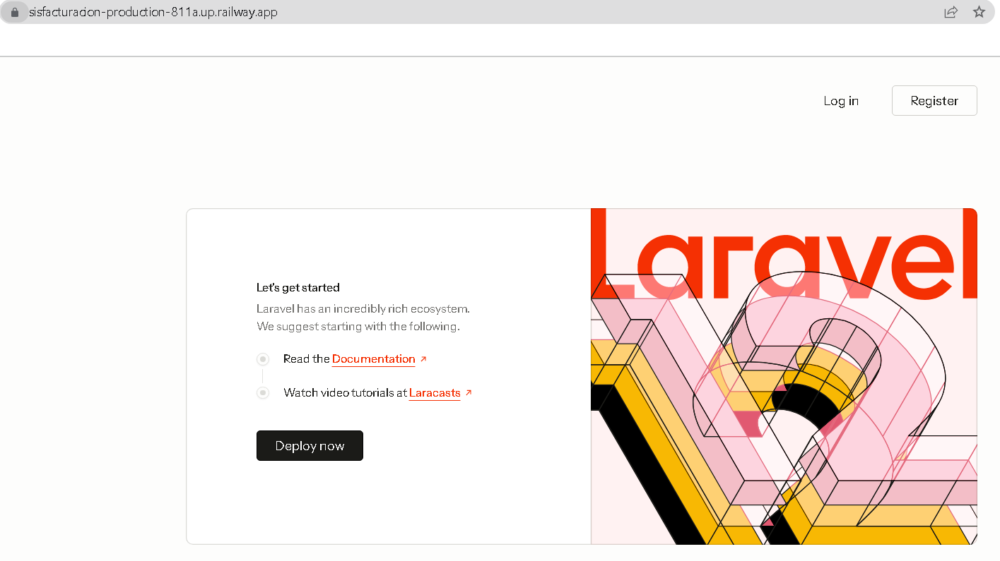 sisfacturacion-production-811a.up.railway.app
Log in
Register
Let's get started
Laravel has an incredibly rich ecosystem.
We suggest starting with the following.
Read the Documentation ↗
Watch video tutorials at Laracasts ↗
Deploy now
Laravel